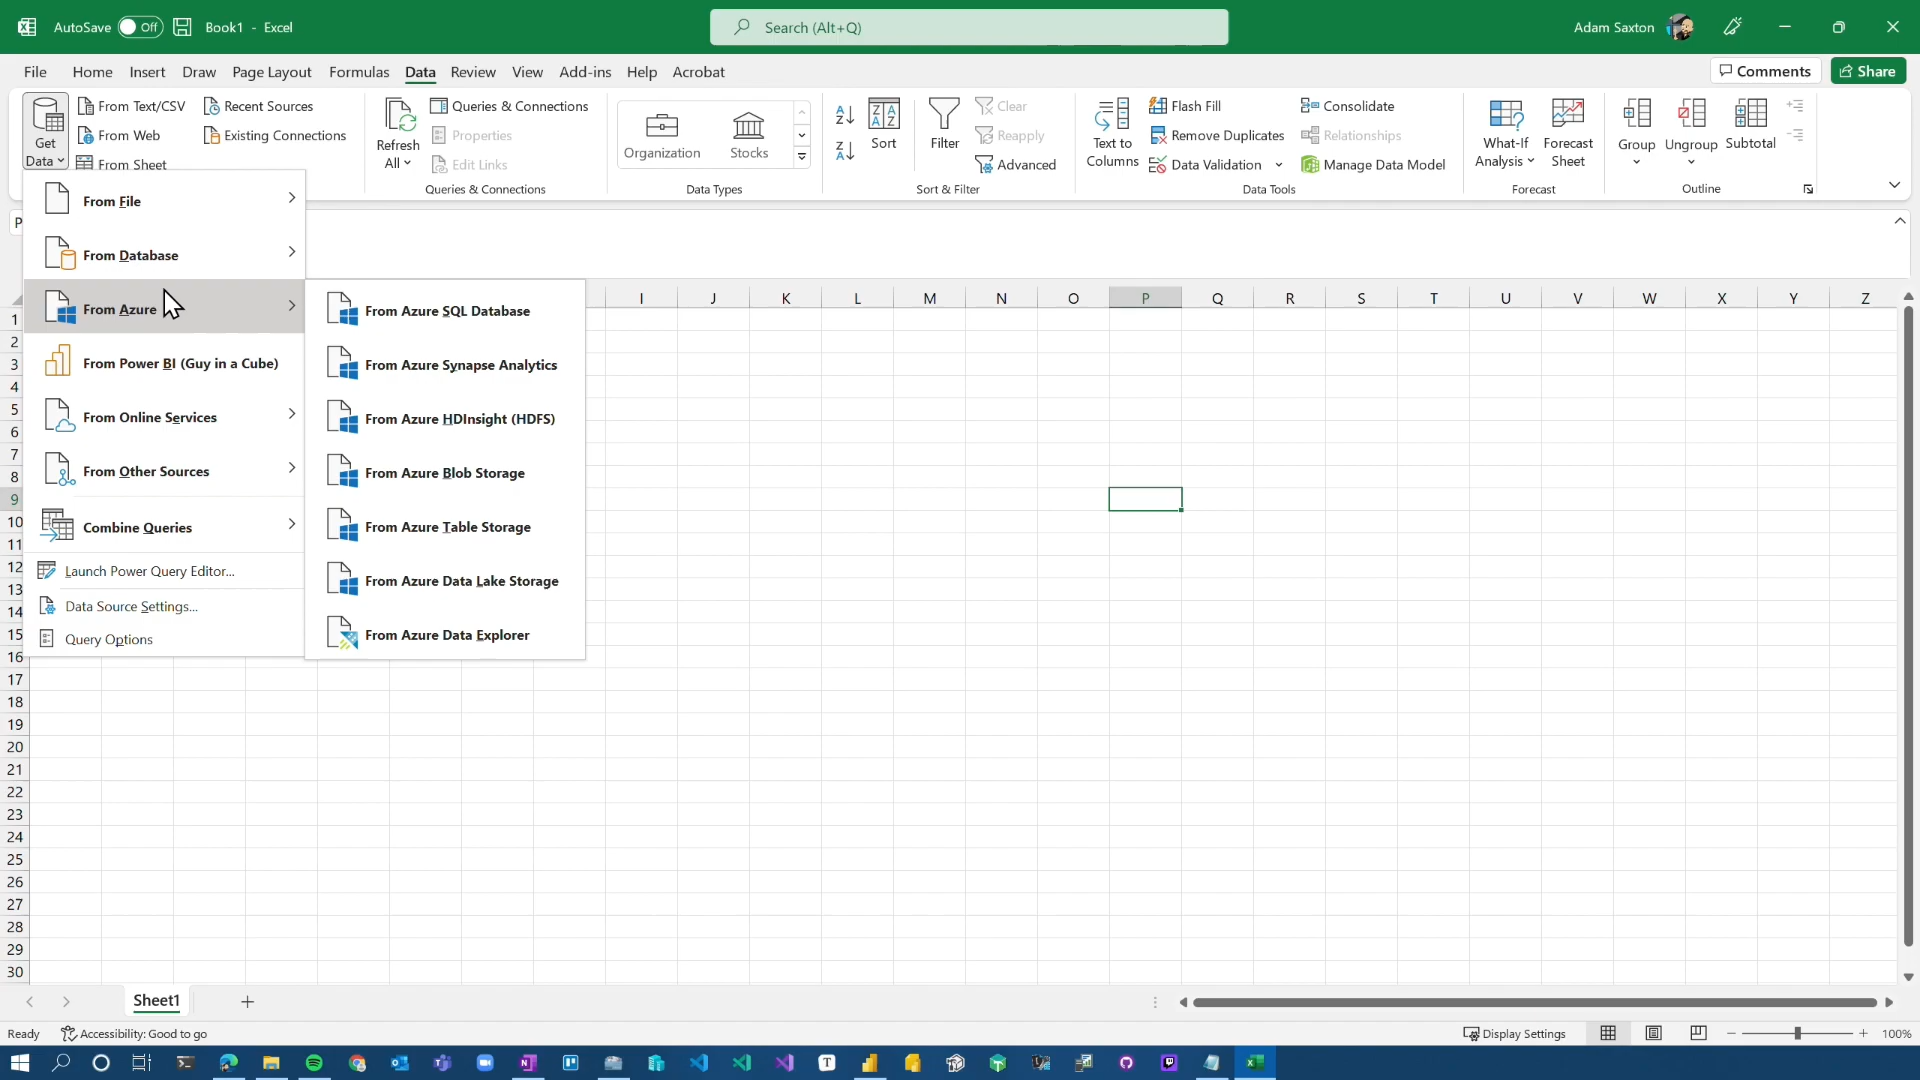 AutoSave Off Book1 - Excel
Search (Alt+Q)
Adam Saxton
File Home Insert Draw Page Layout Formulas Data Review View Add-ins Help Acrobat
Comments Share
Get Data
From Text/CSV
From Web
From Sheet
Recent Sources
Existing Connections
Refresh All
Queries & Connections
Properties
Edit Links
Queries & Connections
Organization Stocks
Data Types
Sort
Filter
Clear
Reapply
Advanced
Sort & Filter
Text to Columns
Flash Fill
Remove Duplicates
Data Validation
Consolidate
Relationships
Manage Data Model
Data Tools
What-If Analysis
Forecast Sheet
Forecast
Group
Ungroup
Subtotal
Outline
P
From File
From Database
From Azure
From Power BI (Guy in a Cube)
From Online Services
From Other Sources
Combine Queries
Launch Power Query Editor...
Data Source Settings...
Query Options
From Azure SQL Database
From Azure Synapse Analytics
From Azure HDInsight (HDFS)
From Azure Blob Storage
From Azure Table Storage
From Azure Data Lake Storage
From Azure Data Explorer
I J K L M N O P Q R S T U V W X Y Z
1
2
3
4
5
6
7
8
9
10
11
12
13
14
15
16
17
18
19
20
21
22
23
24
25
26
27
28
29
30
Sheet1
Ready Accessibility: Good to go
Display Settings
100%